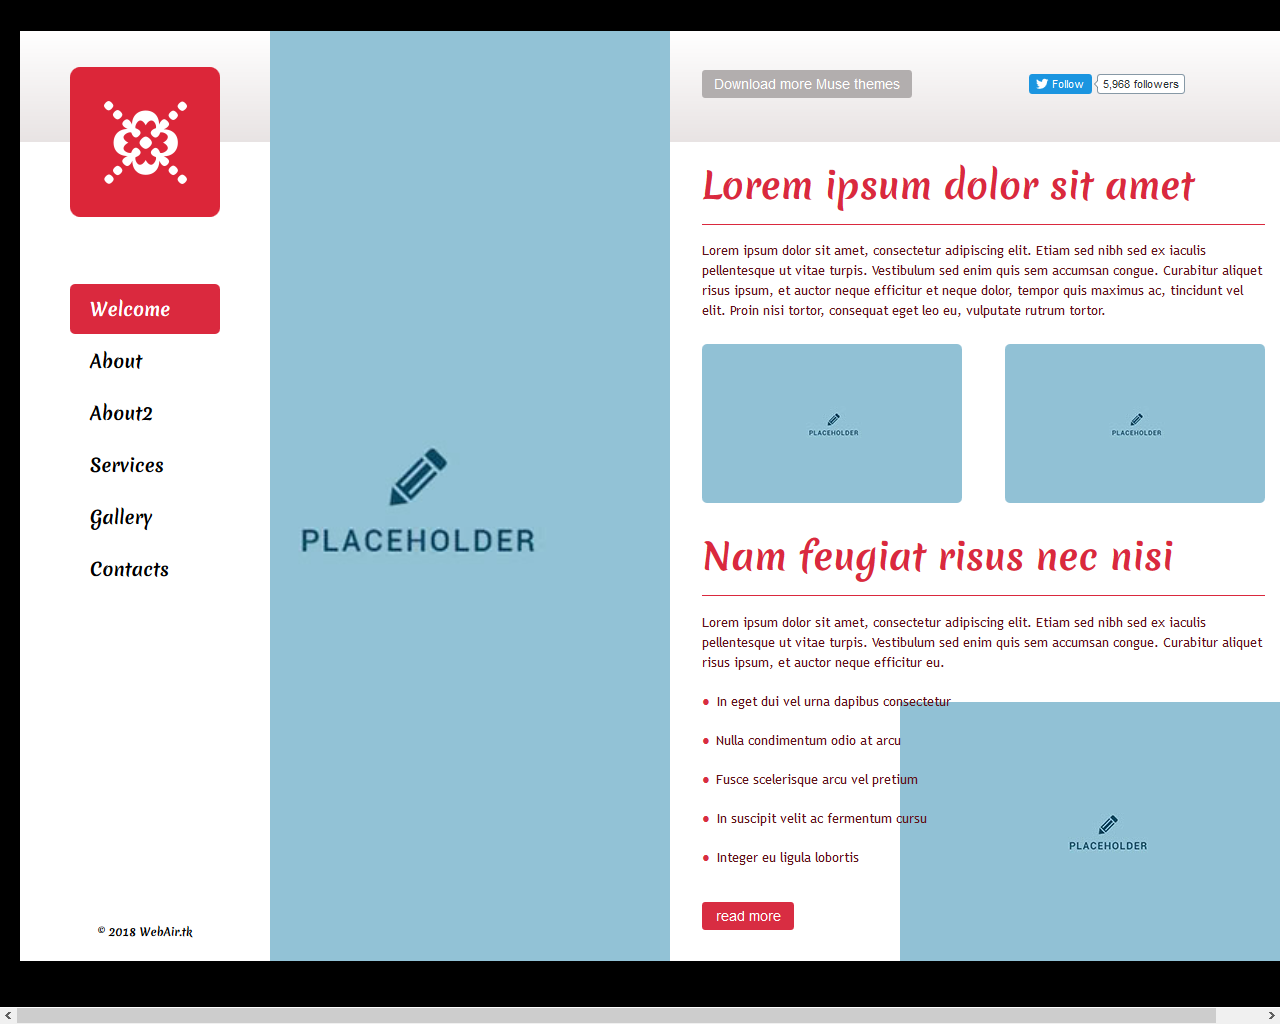 Welcome
About
About2
Services
Gallery
Contacts
© 2018 WebAir.tk
PLACEHOLDER
Download more Muse themes
Follow
5,968 followers
Lorem ipsum dolor sit amet
Lorem ipsum dolor sit amet, consectetur adipiscing elit. Etiam sed nibh sed ex iaculis
pellentesque ut vitae turpis. Vestibulum sed enim quis sem accumsan congue. Curabitur aliquet
risus ipsum, et auctor neque efficitur et neque dolor, tempor quis maximus ac, tincidunt vel
elit. Proin nisi tortor, consequat eget leo eu, vulputate rutrum tortor.
PLACEHOLDER
PLACEHOLDER
Nam feugiat risus nec nisi
Lorem ipsum dolor sit amet, consectetur adipiscing elit. Etiam sed nibh sed ex iaculis
pellentesque ut vitae turpis. Vestibulum sed enim quis sem accumsan congue. Curabitur aliquet
risus ipsum, et auctor neque efficitur eu.
• In eget dui vel urna dapibus consectetur
• Nulla condimentum odio at arcu
• Fusce scelerisque arcu vel pretium
• In suscipit velit ac fermentum cursu
• Integer eu ligula lobortis
PLACEHOLDER
read more